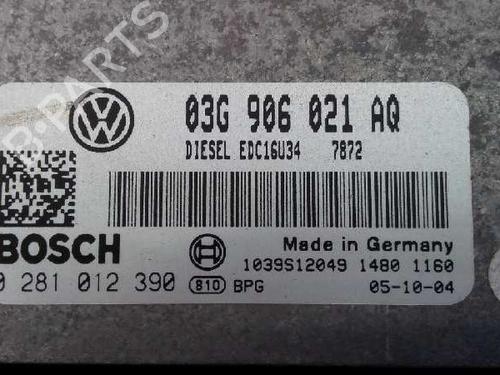 B-PARTS
03G 906 021 AQ
DIESEL EDC16U34 7872
BOSCH
Made in Germany
0 281 012 390
1039S12049 1480 1160
810 BPG
05-10-04